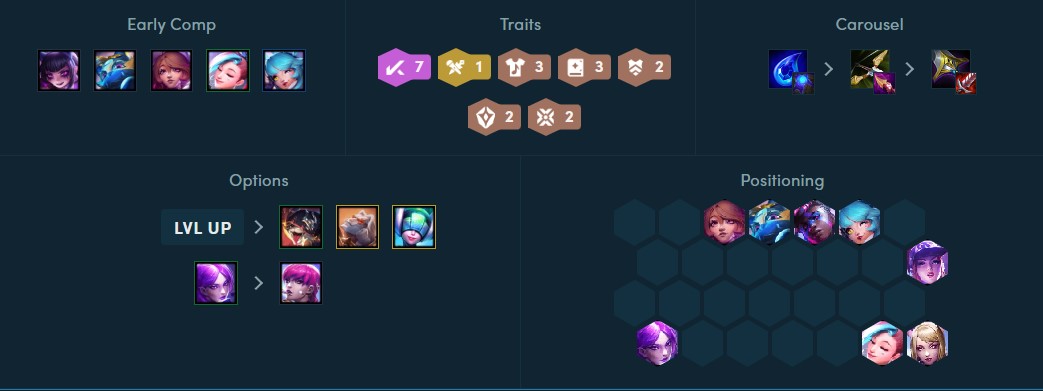 Early Comp
Traits
Carousel
7
1
3
3
2
2
2
Options
Positioning
LVL UP